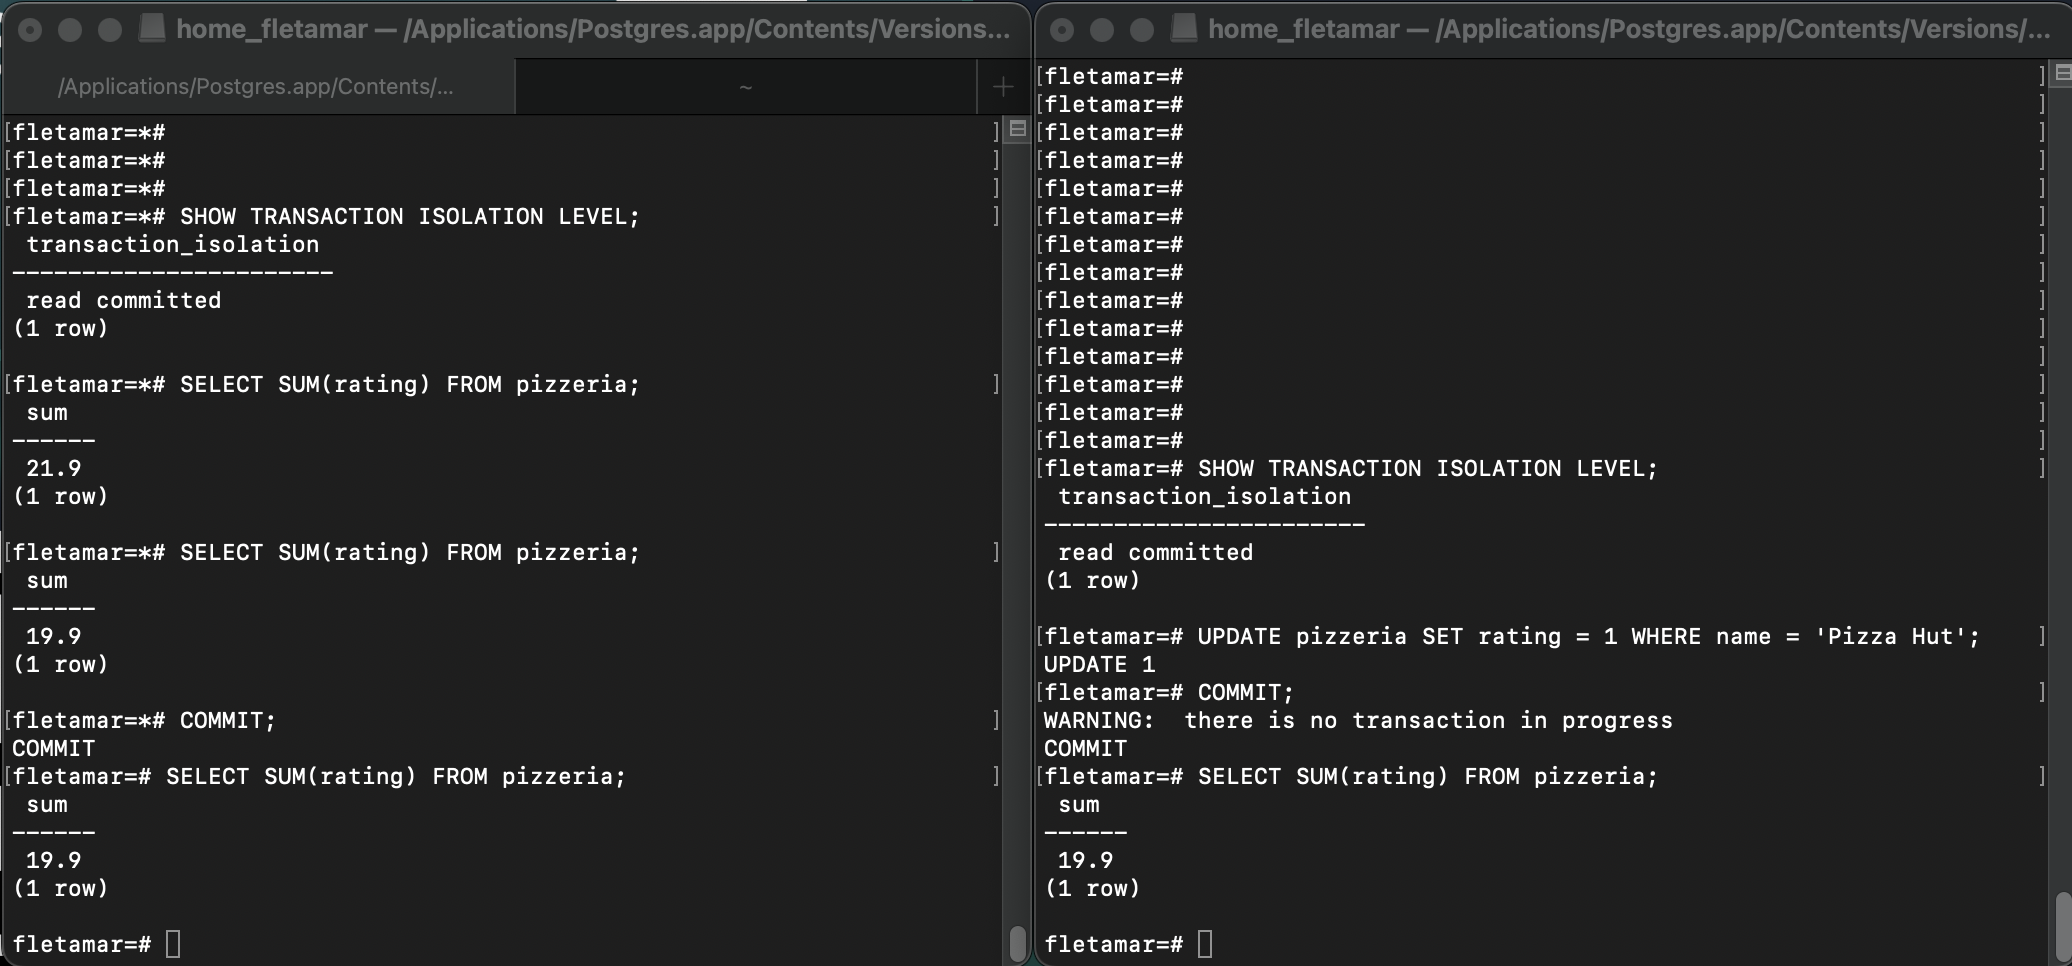 home_fletamar — /Applications/Postgres.app/Contents/Versions...
/Applications/Postgres.app/Contents/...
~
+
[fletamar=*# ]
[fletamar=*# ]
[fletamar=*# ]
[fletamar=*# SHOW TRANSACTION ISOLATION LEVEL; ]
transaction_isolation
-----------------------
read committed
(1 row)
[fletamar=*# SELECT SUM(rating) FROM pizzeria; ]
sum
------
21.9
(1 row)
[fletamar=*# SELECT SUM(rating) FROM pizzeria; ]
sum
------
19.9
(1 row)
[fletamar=*# COMMIT; ]
COMMIT
[fletamar=# SELECT SUM(rating) FROM pizzeria; ]
sum
------
19.9
(1 row)
fletamar=#
home_fletamar — /Applications/Postgres.app/Contents/Versions/...
[fletamar=# ]
[fletamar=# ]
[fletamar=# ]
[fletamar=# ]
[fletamar=# ]
[fletamar=# ]
[fletamar=# ]
[fletamar=# ]
[fletamar=# ]
[fletamar=# ]
[fletamar=# ]
[fletamar=# ]
[fletamar=# ]
[fletamar=# ]
[fletamar=# SHOW TRANSACTION ISOLATION LEVEL; ]
transaction_isolation
-----------------------
read committed
(1 row)
[fletamar=# UPDATE pizzeria SET rating = 1 WHERE name = 'Pizza Hut'; ]
UPDATE 1
[fletamar=# COMMIT; ]
WARNING:  there is no transaction in progress
COMMIT
[fletamar=# SELECT SUM(rating) FROM pizzeria; ]
sum
------
19.9
(1 row)
fletamar=#